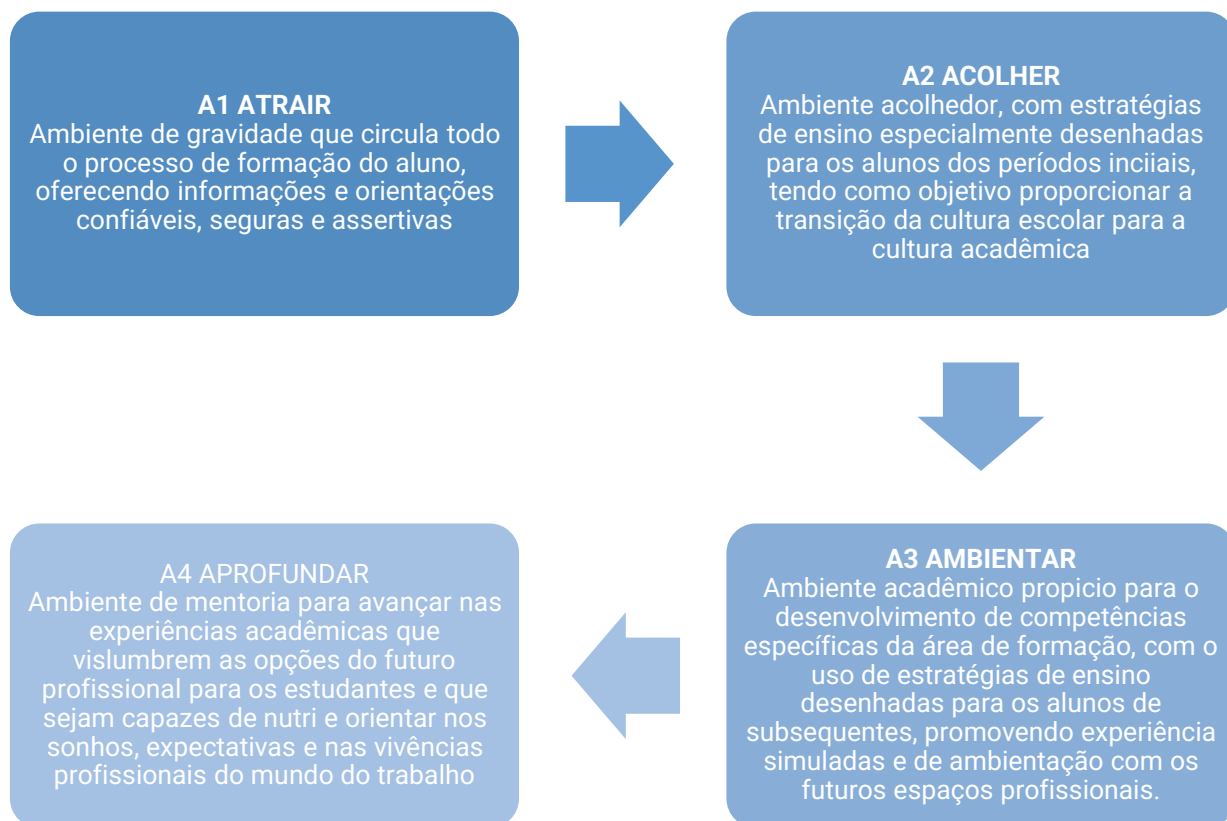 A1 ATRAIR
Ambiente de gravidade que circula todo
o processo de formação do aluno,
oferecendo informações e orientações
confiáveis, seguras e assertivas
A2 ACOLHER
Ambiente acolhedor, com estratégias
de ensino especialmente desenhadas
para os alunos dos períodos inciiais,
tendo como objetivo proporcionar a
transição da cultura escolar para a
cultura acadêmica
A3 AMBIENTAR
Ambiente acadêmico propicio para o
desenvolvimento de competências
específicas da área de formação, com o
uso de estratégias de ensino
desenhadas para os alunos de
subsequentes, promovendo experiência
simuladas e de ambientação com os
futuros espaços profissionais.
A4 APROFUNDAR
Ambiente de mentoria para avançar nas
experiências acadêmicas que
vislumbrem as opções do futuro
profissional para os estudantes e que
sejam capazes de nutri e orientar nos
sonhos, expectativas e nas vivências
profissionais do mundo do trabalho